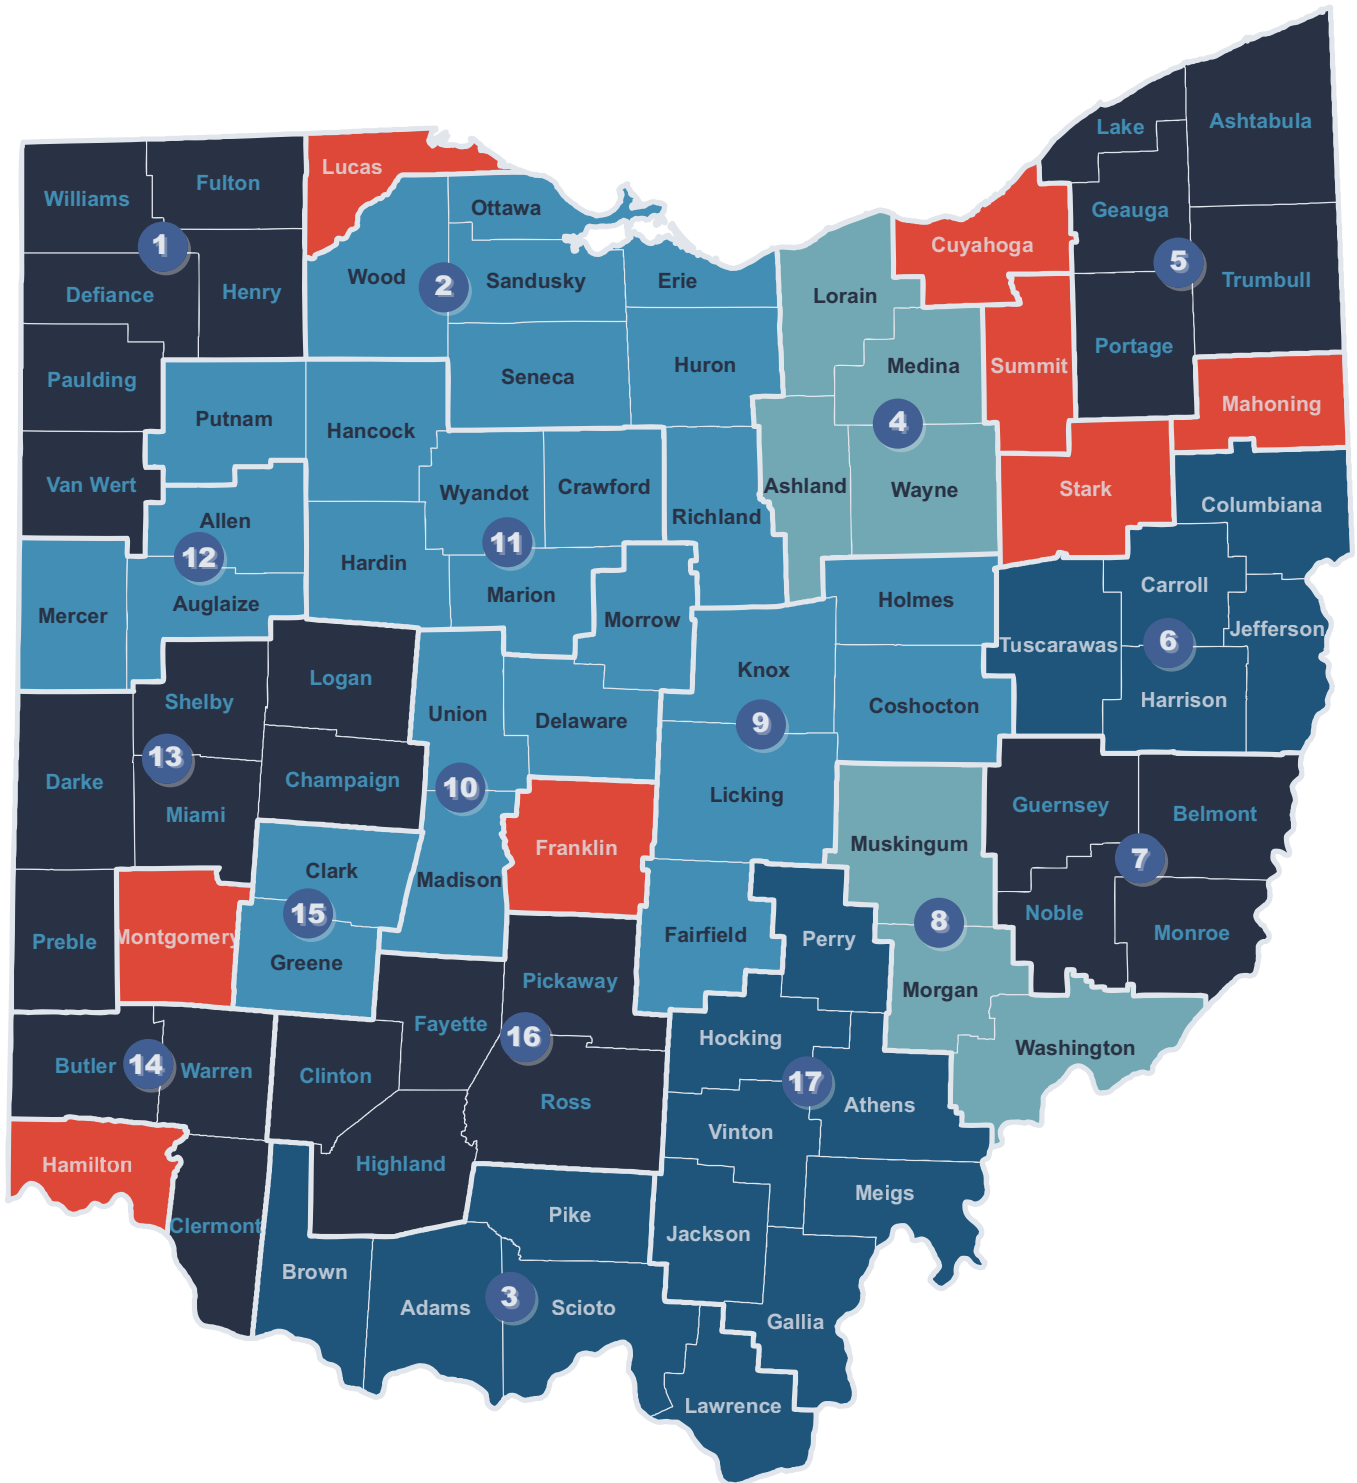 Lake
Ashtabula
Lucas
Fulton
Williams
Ottawa
Geauga
Cuyahoga
1
5
2
Wood
Sandusky
Erie
Trumbull
Henry
Defiance
Lorain
Portage
Medina
Summit
Huron
Seneca
Paulding
Mahoning
Putnam
4
Hancock
Van Wert
Wyandot
Crawford
Ashland
Wayne
Stark
Columbiana
Richland
Allen
11
12
Hardin
Carroll
Marion
Holmes
Auglaize
Mercer
Morrow
Jefferson
6
Tuscarawas
Knox
Logan
Harrison
Shelby
Coshocton
Union
Delaware
9
13
Darke
Champaign
10
Licking
Guernsey
Miami
Belmont
Muskingum
Franklin
7
Clark
Madison
15
Noble
8
Montgomery
Preble
Fairfield
Perry
Monroe
Greene
Pickaway
Morgan
Fayette
16
Hocking
Washington
Butler
14
Warren
Clinton
17
Ross
Athens
Vinton
Hamilton
Highland
Meigs
Pike
Clermont
Jackson
Brown
3
Adams
Scioto
Gallia
Lawrence